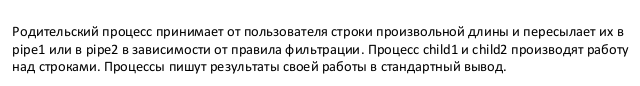 Родительский процесс принимает от пользователя строки произвольной длины и пересылает их в
pipe1 или в pipe2 в зависимости от правила фильтрации. Процесс child1 и child2 производят работу
над строками. Процессы пишут результаты своей работы в стандартный вывод.